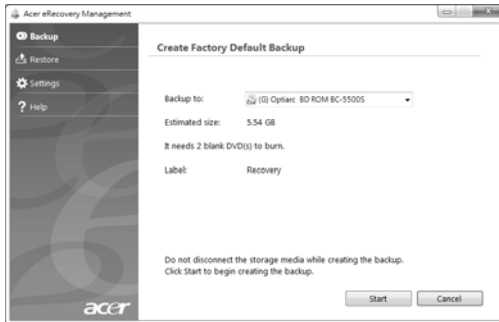 Acer eRecovery Management
Backup
Restore
Settings
Help
Create Factory Default Backup
Backup to: (G) Optiarc BD ROM BC-5500S
Estimated size: 5.54 GB
It needs 2 blank DVD(s) to burn.
Label: Recovery
Do not disconnect the storage media while creating the backup.
Click Start to begin creating the backup.
Start Cancel
acer